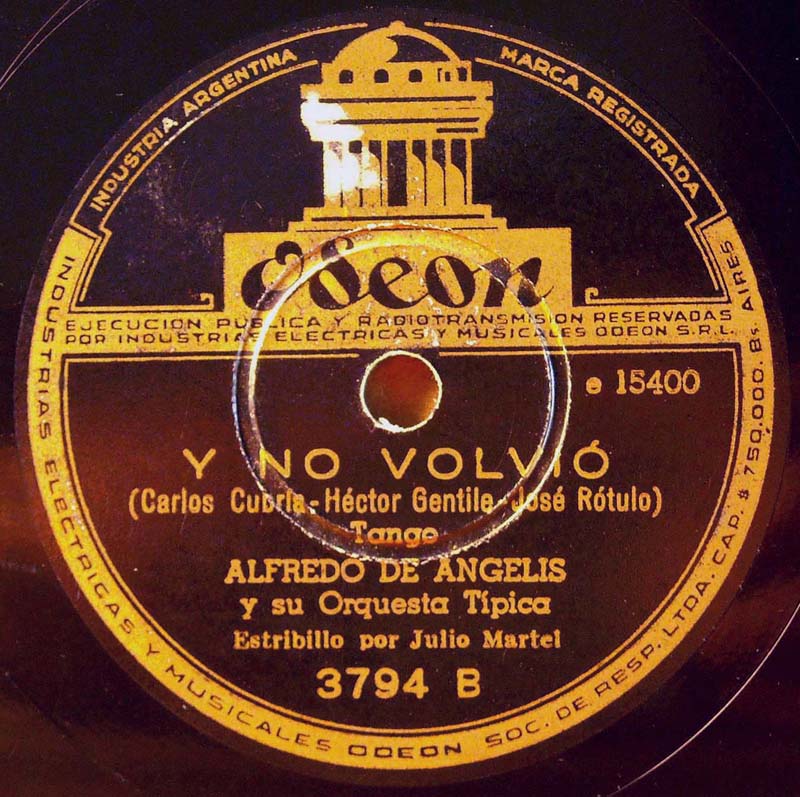 INDUSTRIA ARGENTINA
MARCA REGISTRADA
Odeon
EJECUCION PUBLICA Y RADIOTRANSMISION RESERVADAS
POR INDUSTRIAS ELECTRICAS Y MUSICALES ODEON S.R.L.
e 15400
Y NO VOLVIÓ
(Carlos Cubría-Héctor Gentile-José Rótulo)
Tango
ALFREDO DE ANGELIS
y su Orquesta Típica
Estribillo por Julio Martel
3794 B
INDUSTRIAS ELECTRICAS Y MUSICALES ODEON SOC. DE RESP. LTDA. CAP. $ 750.000. Bs. AIRES